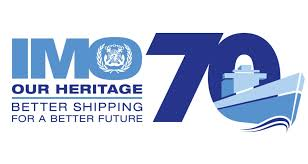 IMO 70
OUR HERITAGE
BETTER SHIPPING
FOR A BETTER FUTURE